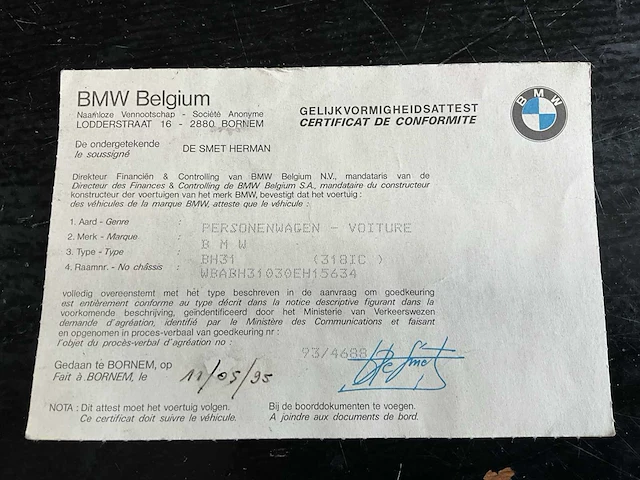 BMW Belgium
Naamloze Vennootschap - Société Anonyme
LODDERSTRAAT 16 - 2880 BORNEM
GELIJKVORMIGHEIDSATTEST
CERTIFICAT DE CONFORMITE
BMW
De ondergetekende
le soussigné
DE SMET HERMAN
Direkteur Financiën & Controlling van BMW Belgium N.V., mandataris van de
Directeur des Finances & Controlling de BMW Belgium S.A., mandataire du constructeur
konstructeur der voertuigen van het merk BMW, bevestigt dat het voertuig :
des véhicules de la marque BMW, atteste que le véhicule :
1. Aard - Genre : PERSONENWAGEN - VOITURE
2. Merk - Marque : B M W
3. Type - Type : BH31 (318IC )
4. Raamnr. - No châssis : WBABH31030EH15634
volledig overeenstemt met het type beschreven in de aanvraag om goedkeuring
est entièrement conforme au type décrit dans la notice descriptive figurant dans la
voorkomende beschrijving, geïdentificeerd door het Ministerie van Verkeerswezen
demande d'agréation, identifié par le Ministère des Communications et faisant
en opgenomen in proces-verbaal van goedkeuring nr :
l'objet du procès-verbal d'agréation no :
93/4688
Gedaan te BORNEM, op
Fait à BORNEM, le
11/05/95
De Smet
NOTA : Dit attest moet het voertuig volgen.
Ce certificat doit suivre le véhicule.
Bij de boorddokumenten te voegen.
A joindre aux documents de bord.